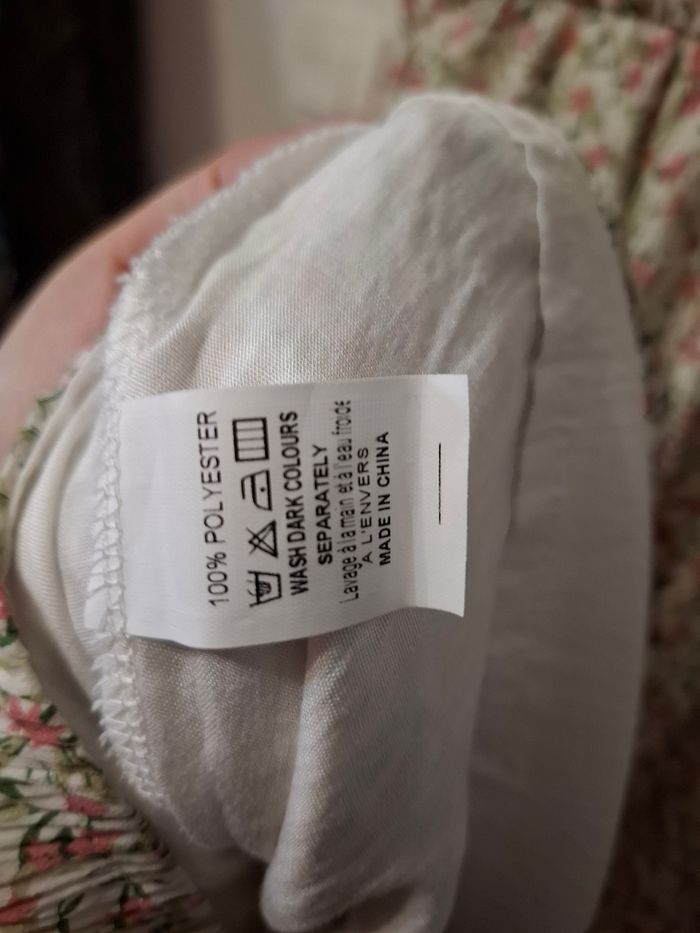 100% POLYESTER
WASH DARK COLOURS
SEPARATELY
Lavage à la main et à l'eau froide
A L'ENVERS
MADE IN CHINA